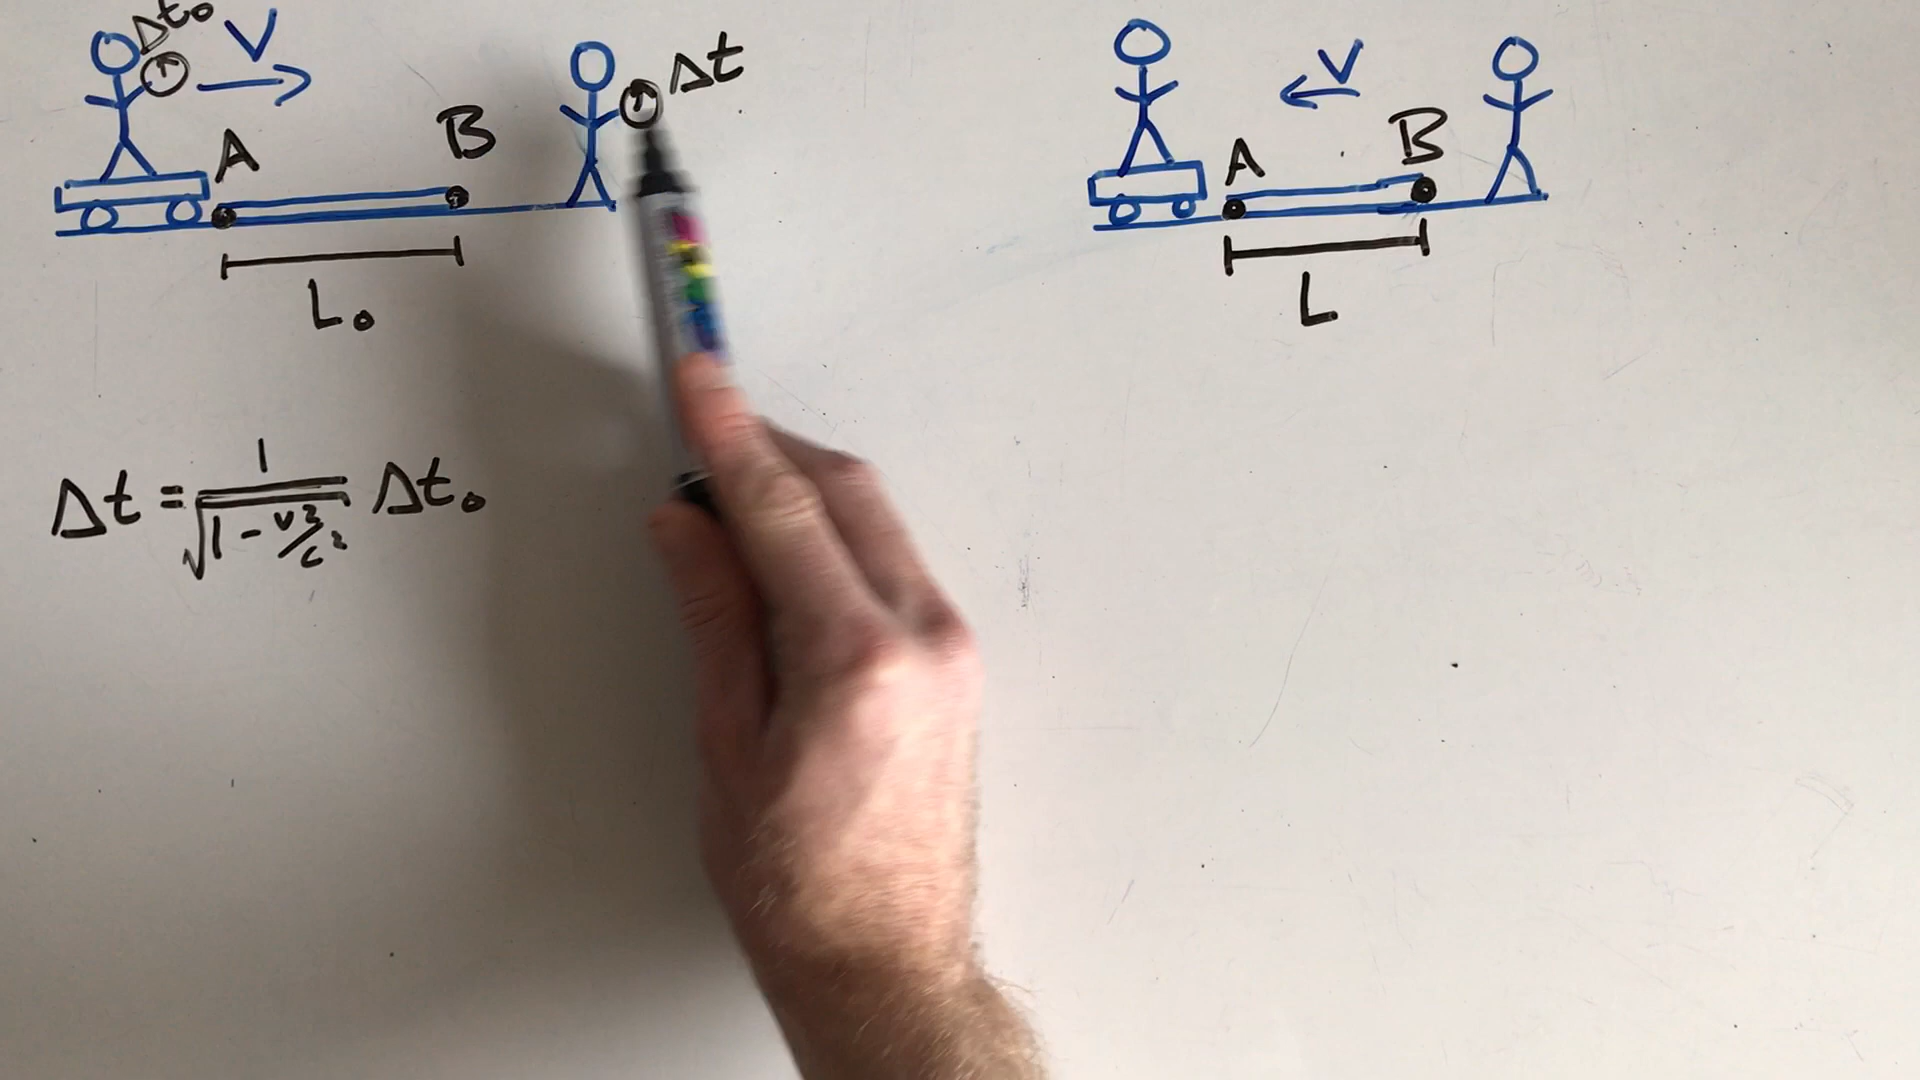 Δt₀
V
Δt
A
B
L₀
V
A
B
L
Δt = 1/√(1 - v²/c²) Δt₀